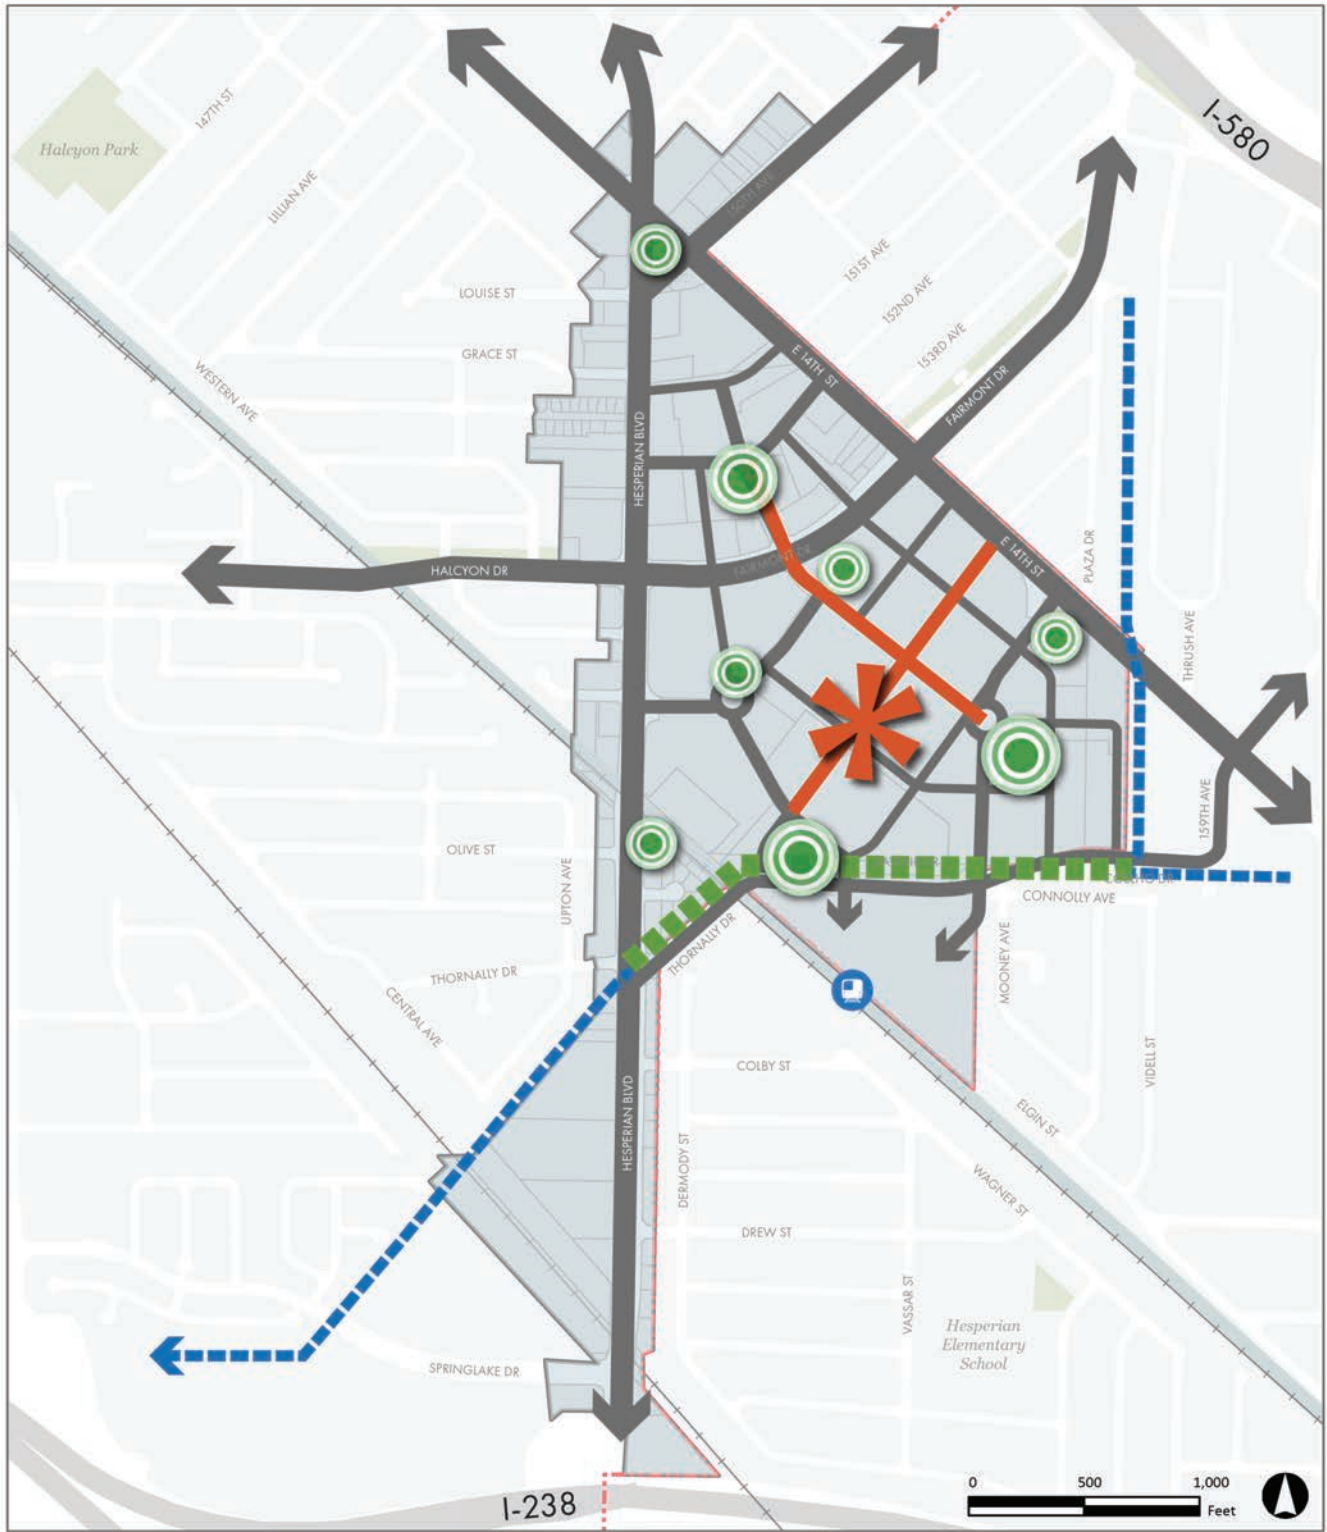 I-580
147TH ST
Halcyon Park
LILLIAN AVE
150TH AVE
151ST AVE
LOUISE ST
152ND AVE
153RD AVE
GRACE ST
E 14TH ST
WESTERN AVE
FAIRMONT DR
HESPERIAN BLVD
E 14TH ST
PLAZA DR
FAIRMONT DR
HALCYON DR
THRUSH AVE
159TH AVE
OLIVE ST
UPTON AVE
COELHO DR
CONNOLLY AVE
THORNALLY DR
MOONEY AVE
THORNALLY DR
CENTRAL AVE
COLBY ST
VIDELL ST
HESPERIAN BLVD
ELGIN ST
DERMODY ST
WAGNER ST
DREW ST
VASSAR ST
Hesperian
Elementary
School
SPRINGLAKE DR
I-238
0 500 1,000
Feet